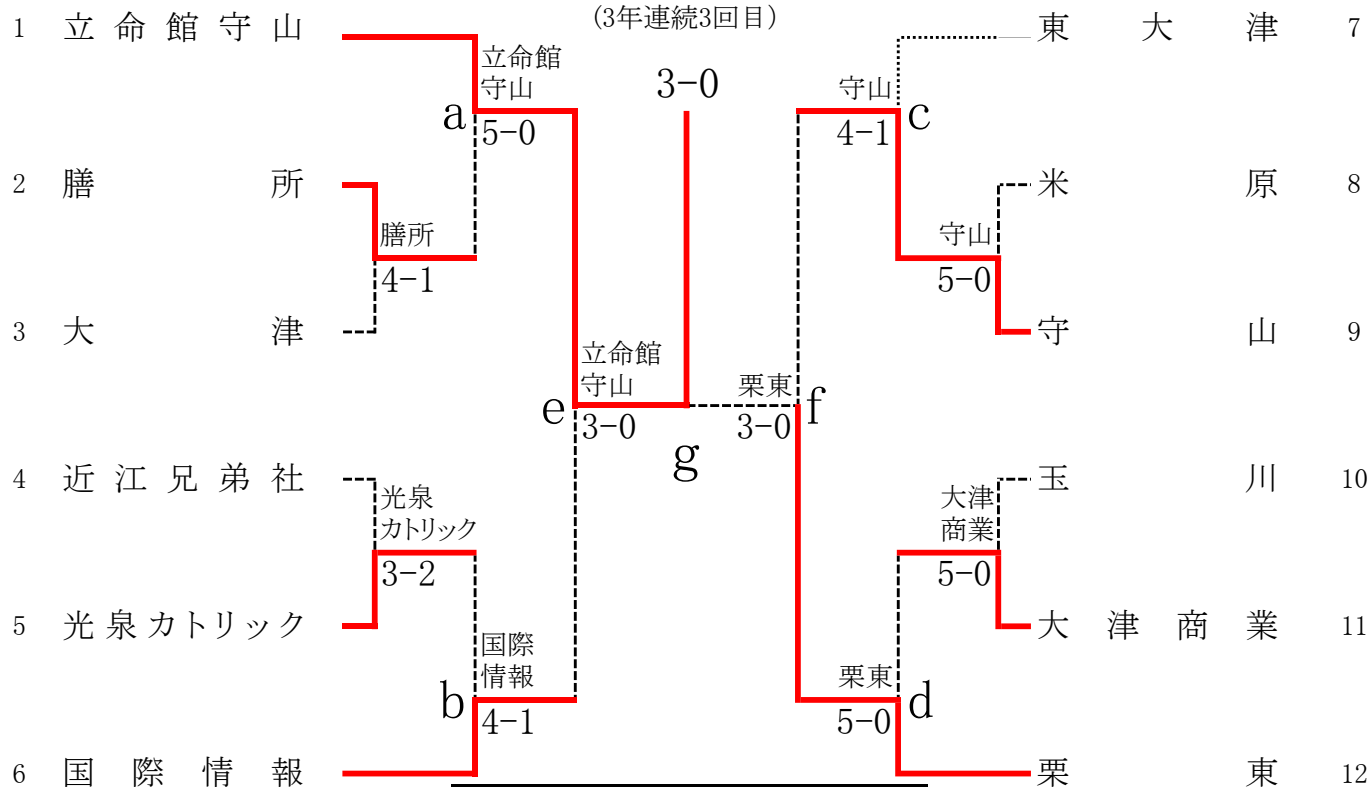 (3年連続3回目)
1 立命館守山
東大津 7
立命館
守山
3-0
守山
a
5-0
4-1
c
2 膳所
米原 8
膳所
4-1
守山
5-0
3 大津
守山 9
立命館
守山
栗東
e
3-0
3-0
f
g
4 近江兄弟社
玉川 10
光泉
カトリック
3-2
大津
商業
5-0
5 光泉カトリック
大津商業 11
国際
情報
栗東
b
4-1
5-0
d
6 国際情報
栗東 12